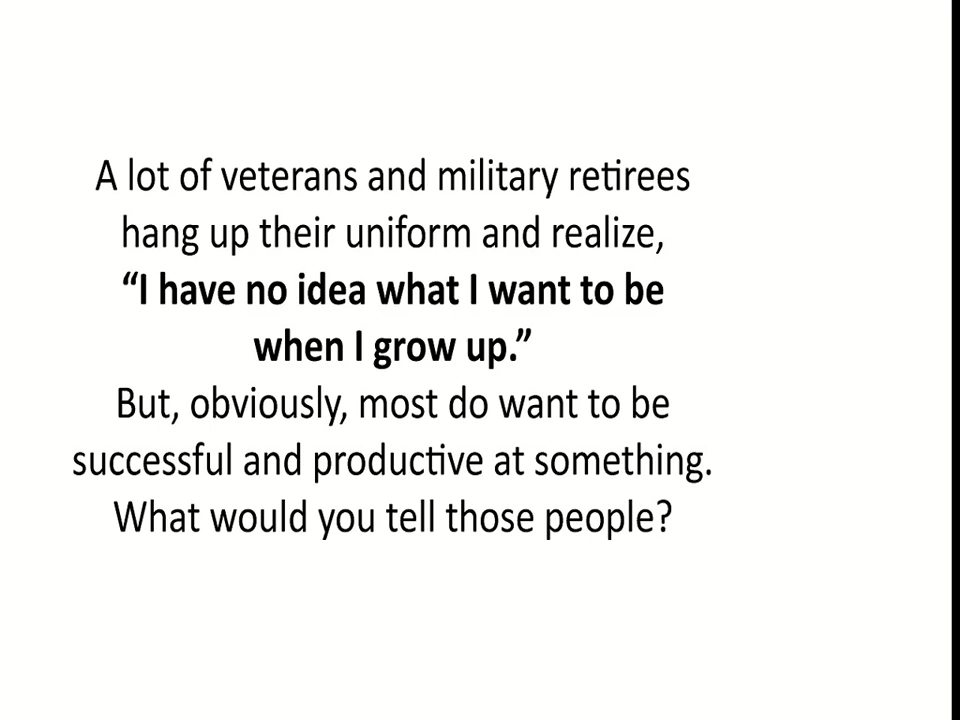 A lot of veterans and military retirees
hang up their uniform and realize,
“I have no idea what I want to be
when I grow up.”
But, obviously, most do want to be
successful and productive at something.
What would you tell those people?